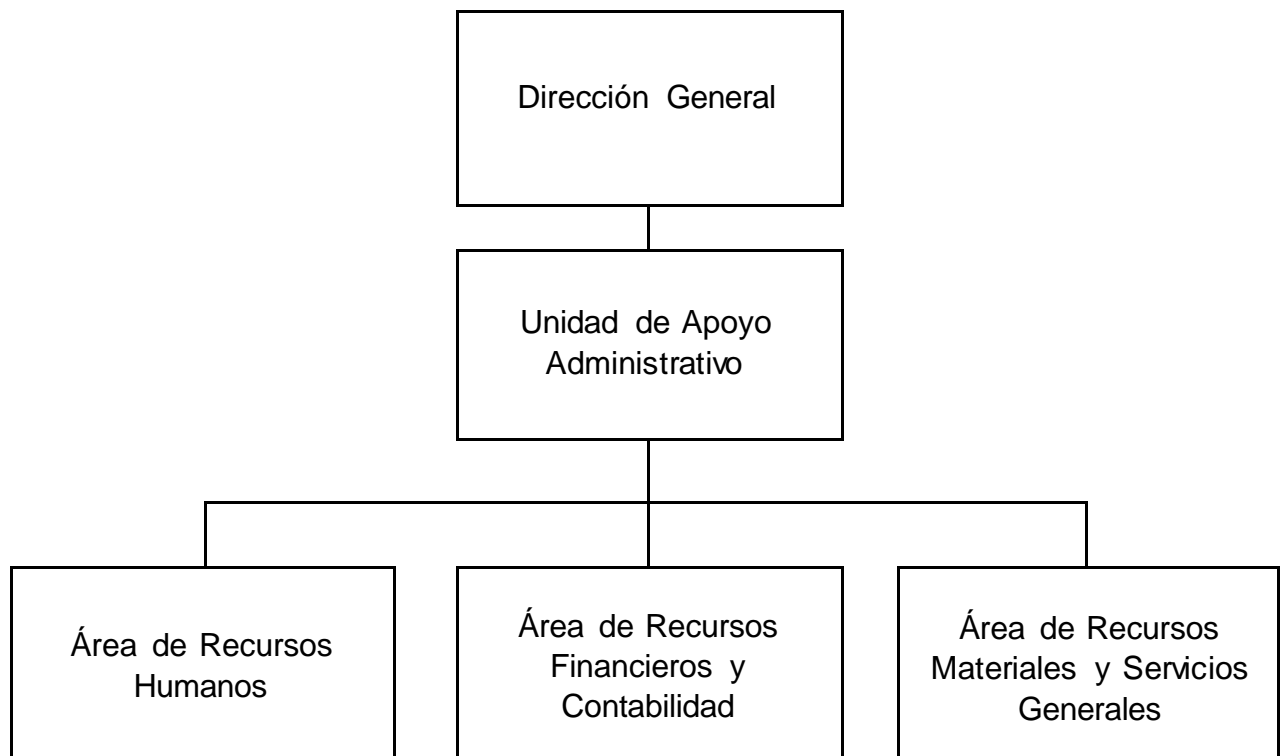 Dirección General
Unidad de Apoyo
Administrativo
Área de Recursos
Humanos
Área de Recursos
Financieros y
Contabilidad
Área de Recursos
Materiales y Servicios
Generales